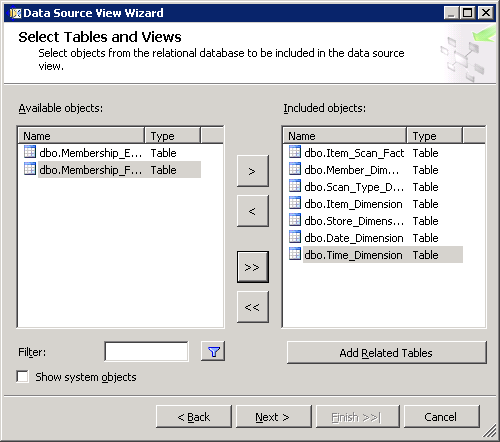 Data Source View Wizard
Select Tables and Views
Select objects from the relational database to be included in the data source
view.
Available objects:
Included objects:
Name Type
dbo.Membership_E... Table
dbo.Membership_F... Table
>
<
>>
<<
Name Type
dbo.Item_Scan_Fact Table
dbo.Member_Dim... Table
dbo.Scan_Type_D... Table
dbo.Item_Dimension Table
dbo.Store_Dimens... Table
dbo.Date_Dimension Table
dbo.Time_Dimension Table
Filter:
Add Related Tables
Show system objects
< Back Next > Finish >>| Cancel